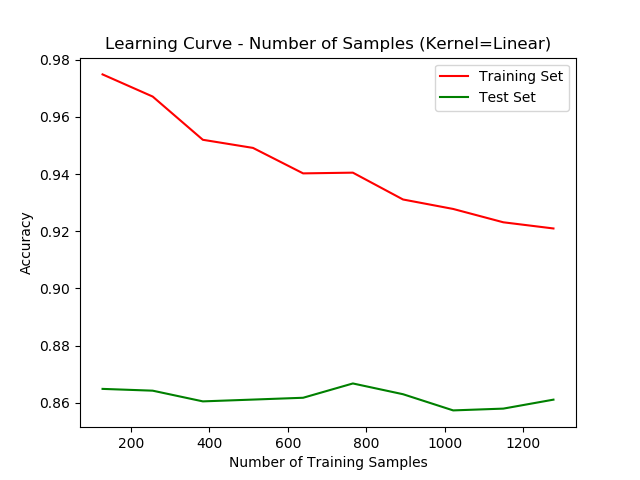 Learning Curve - Number of Samples (Kernel=Linear)
Training Set
Test Set
Accuracy
0.98
0.96
0.94
0.92
0.90
0.88
0.86
200 400 600 800 1000 1200
Number of Training Samples